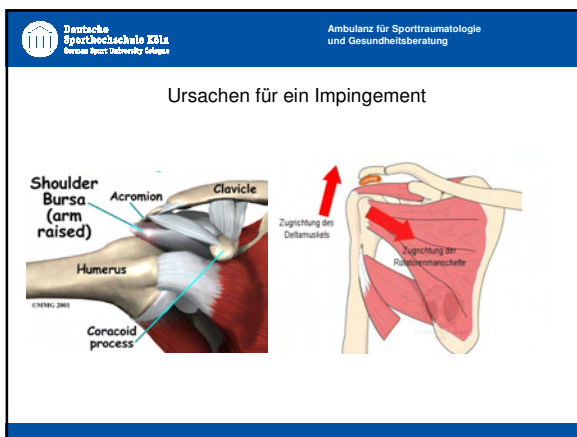 Deutsche
Sporthochschule Köln
German Sport University Cologne
Ambulanz für Sporttraumatologie
und Gesundheitsberatung
Ursachen für ein Impingement
Shoulder
Bursa
(arm
raised)
Acromion
Clavicle
Humerus
©MMG 2001
Coracoid
process
Zugrichtung des
Deltamuskels
Zugrichtung der
Rotatorenmanschette